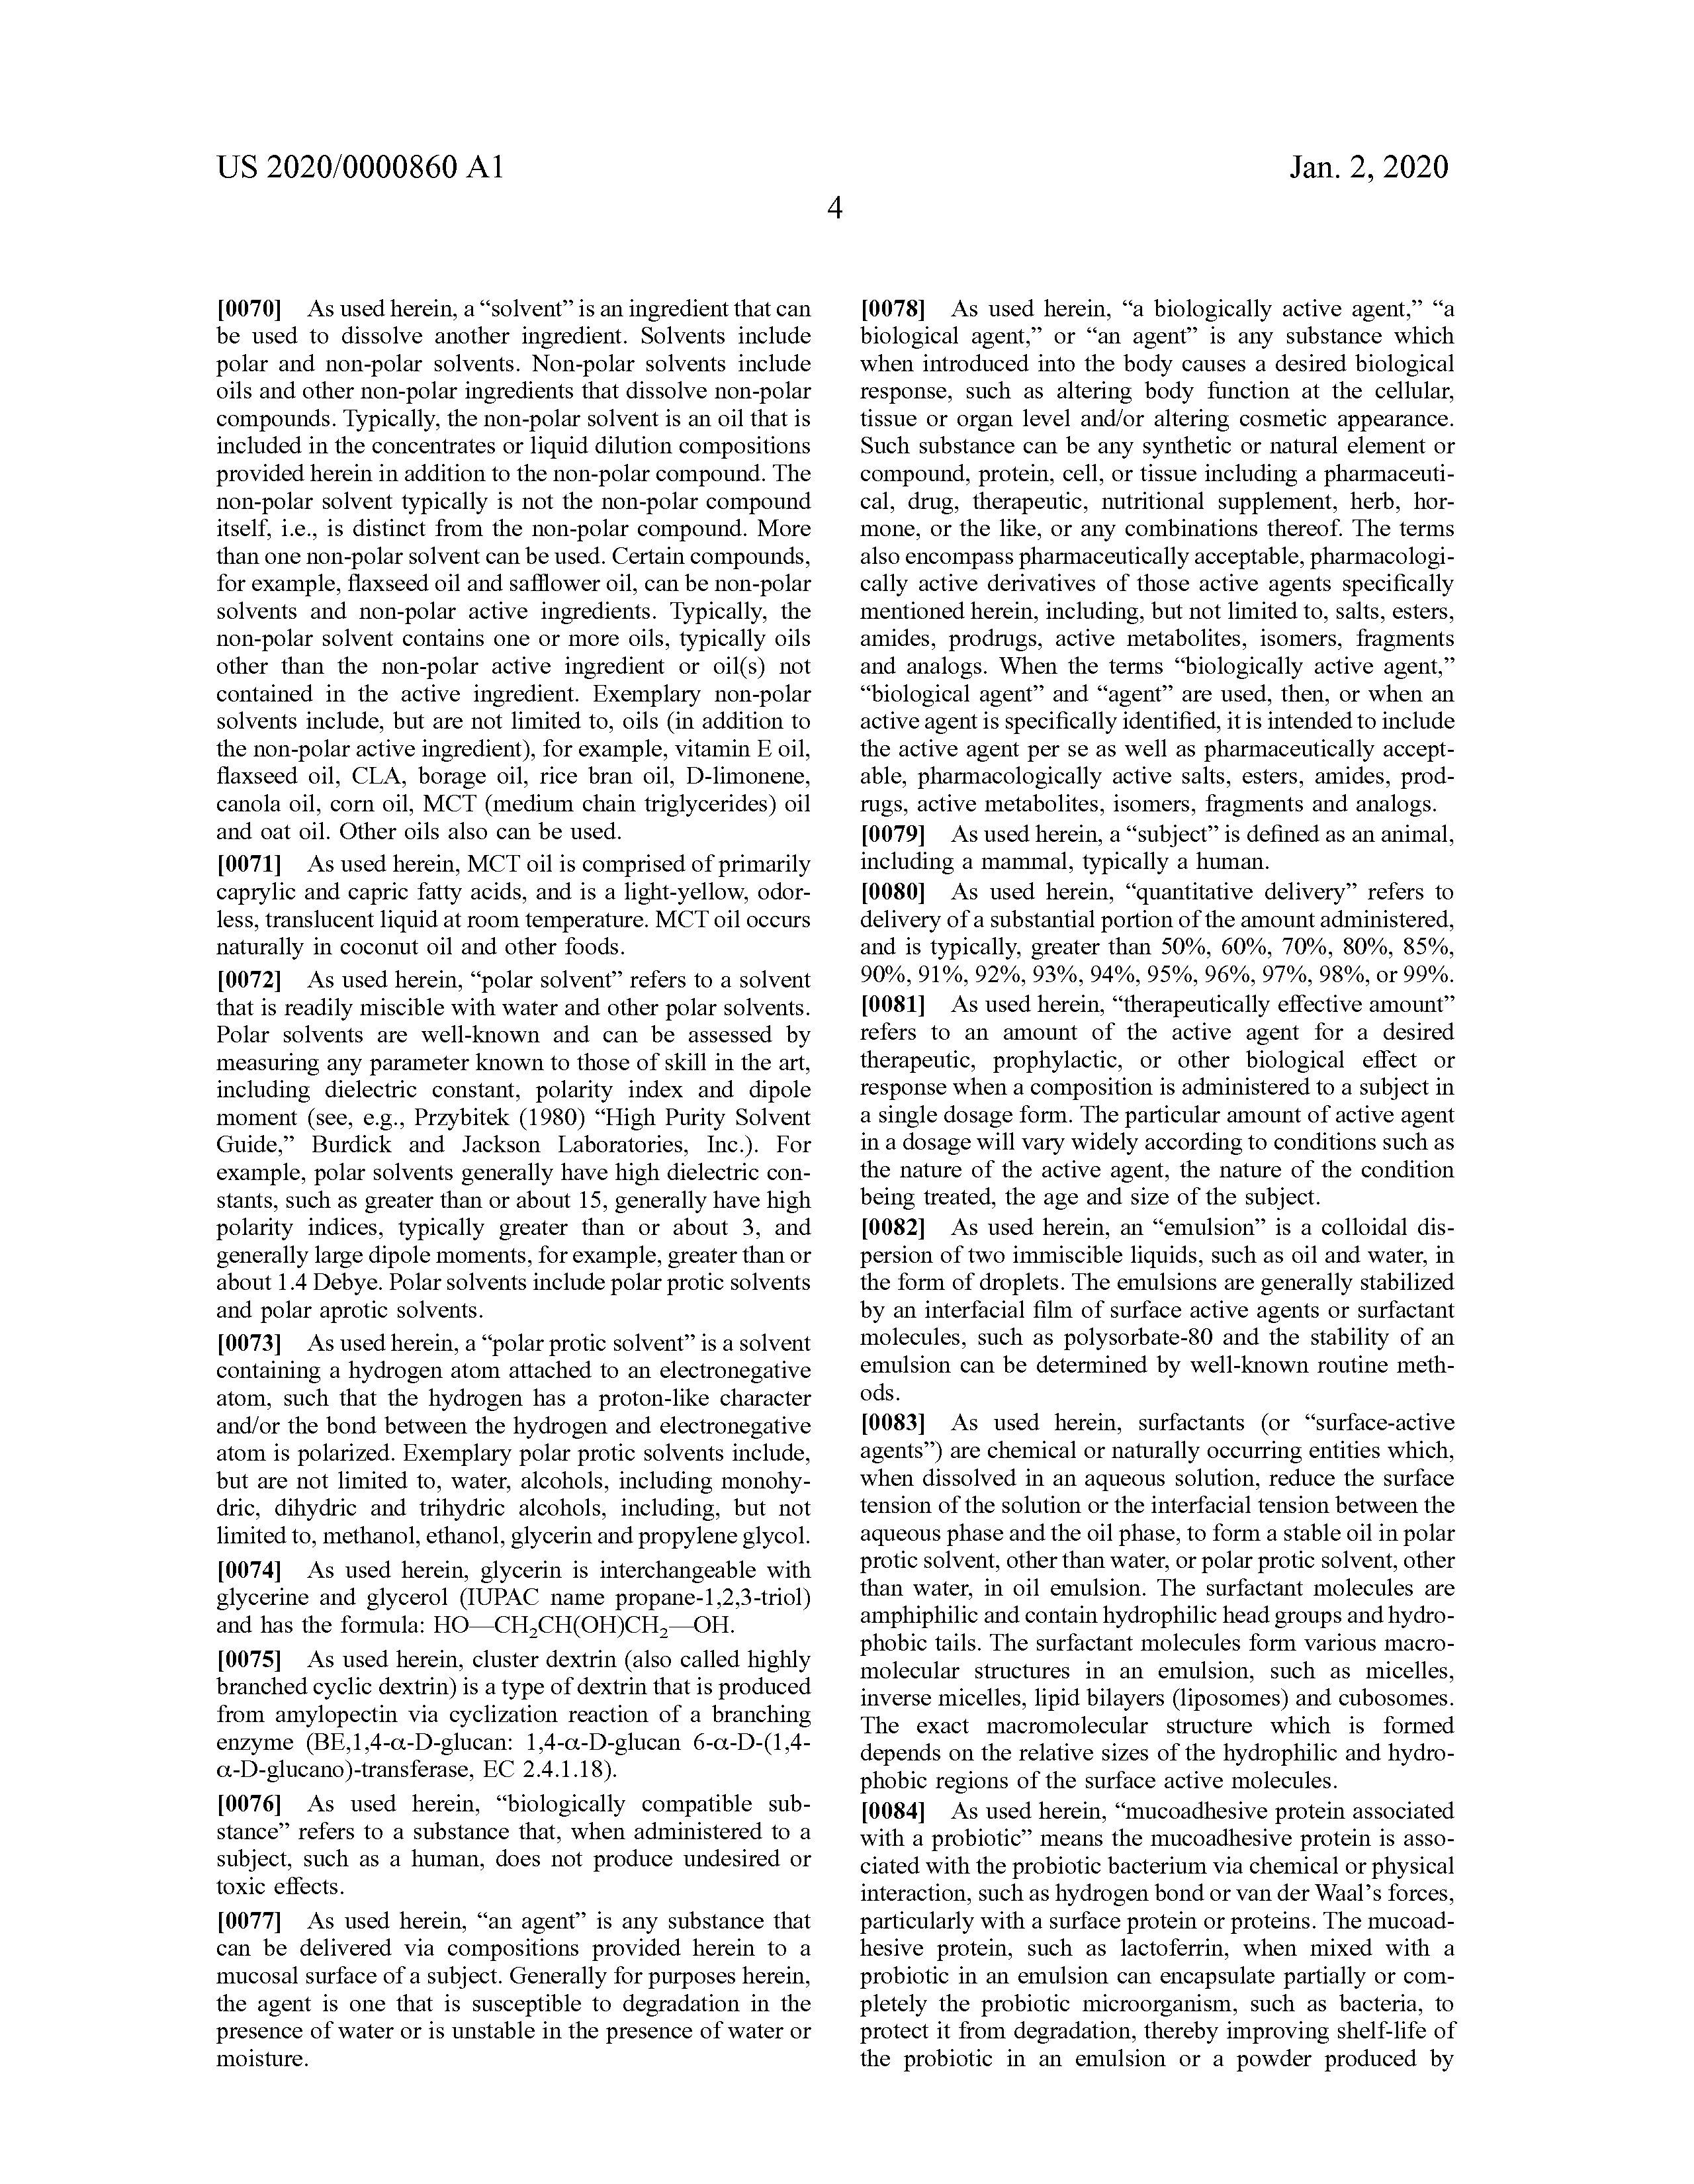 US 2020/0000860 A1
Jan. 2, 2020
4
[0070] As used herein, a “solvent” is an ingredient that can
be used to dissolve another ingredient. Solvents include
polar and non-polar solvents. Non-polar solvents include
oils and other non-polar ingredients that dissolve non-polar
compounds. Typically, the non-polar solvent is an oil that is
included in the concentrates or liquid dilution compositions
provided herein in addition to the non-polar compound. The
non-polar solvent typically is not the non-polar compound
itself, i.e., is distinct from the non-polar compound. More
than one non-polar solvent can be used. Certain compounds,
for example, flaxseed oil and safflower oil, can be non-polar
solvents and non-polar active ingredients. Typically, the
non-polar solvent contains one or more oils, typically oils
other than the non-polar active ingredient or oil(s) not
contained in the active ingredient. Exemplary non-polar
solvents include, but are not limited to, oils (in addition to
the non-polar active ingredient), for example, vitamin E oil,
flaxseed oil, CLA, borage oil, rice bran oil, D-limonene,
canola oil, corn oil, MCT (medium chain triglycerides) oil
and oat oil. Other oils also can be used.
[0071] As used herein, MCT oil is comprised of primarily
caprylic and capric fatty acids, and is a light-yellow, odor-
less, translucent liquid at room temperature. MCT oil occurs
naturally in coconut oil and other foods.
[0072] As used herein, “polar solvent” refers to a solvent
that is readily miscible with water and other polar solvents.
Polar solvents are well-known and can be assessed by
measuring any parameter known to those of skill in the art,
including dielectric constant, polarity index and dipole
moment (see, e.g., Przybitek (1980) “High Purity Solvent
Guide,” Burdick and Jackson Laboratories, Inc.). For
example, polar solvents generally have high dielectric con-
stants, such as greater than or about 15, generally have high
polarity indices, typically greater than or about 3, and
generally large dipole moments, for example, greater than or
about 1.4 Debye. Polar solvents include polar protic solvents
and polar aprotic solvents.
[0073] As used herein, a “polar protic solvent” is a solvent
containing a hydrogen atom attached to an electronegative
atom, such that the hydrogen has a proton-like character
and/or the bond between the hydrogen and electronegative
atom is polarized. Exemplary polar protic solvents include,
but are not limited to, water, alcohols, including monohy-
dric, dihydric and trihydric alcohols, including, but not
limited to, methanol, ethanol, glycerin and propylene glycol.
[0074] As used herein, glycerin is interchangeable with
glycerine and glycerol (IUPAC name propane-1,2,3-triol)
and has the formula: HO—CH₂CH(OH)CH₂—OH.
[0075] As used herein, cluster dextrin (also called highly
branched cyclic dextrin) is a type of dextrin that is produced
from amylopectin via cyclization reaction of a branching
enzyme (BE,1,4-α-D-glucan: 1,4-α-D-glucan 6-α-D-(1,4-
α-D-glucano)-transferase, EC 2.4.1.18).
[0076] As used herein, “biologically compatible sub-
stance” refers to a substance that, when administered to a
subject, such as a human, does not produce undesired or
toxic effects.
[0077] As used herein, “an agent” is any substance that
can be delivered via compositions provided herein to a
mucosal surface of a subject. Generally for purposes herein,
the agent is one that is susceptible to degradation in the
presence of water or is unstable in the presence of water or
moisture.
[0078] As used herein, “a biologically active agent,” “a
biological agent,” or “an agent” is any substance which
when introduced into the body causes a desired biological
response, such as altering body function at the cellular,
tissue or organ level and/or altering cosmetic appearance.
Such substance can be any synthetic or natural element or
compound, protein, cell, or tissue including a pharmaceuti-
cal, drug, therapeutic, nutritional supplement, herb, hor-
mone, or the like, or any combinations thereof. The terms
also encompass pharmaceutically acceptable, pharmacologi-
cally active derivatives of those active agents specifically
mentioned herein, including, but not limited to, salts, esters,
amides, prodrugs, active metabolites, isomers, fragments
and analogs. When the terms “biologically active agent,”
“biological agent” and “agent” are used, then, or when an
active agent is specifically identified, it is intended to include
the active agent per se as well as pharmaceutically accept-
able, pharmacologically active salts, esters, amides, prod-
rugs, active metabolites, isomers, fragments and analogs.
[0079] As used herein, a “subject” is defined as an animal,
including a mammal, typically a human.
[0080] As used herein, “quantitative delivery” refers to
delivery of a substantial portion of the amount administered,
and is typically, greater than 50%, 60%, 70%, 80%, 85%,
90%, 91%, 92%, 93%, 94%, 95%, 96%, 97%, 98%, or 99%.
[0081] As used herein, “therapeutically effective amount”
refers to an amount of the active agent for a desired
therapeutic, prophylactic, or other biological effect or
response when a composition is administered to a subject in
a single dosage form. The particular amount of active agent
in a dosage will vary widely according to conditions such as
the nature of the active agent, the nature of the condition
being treated, the age and size of the subject.
[0082] As used herein, an “emulsion” is a colloidal dis-
persion of two immiscible liquids, such as oil and water, in
the form of droplets. The emulsions are generally stabilized
by an interfacial film of surface active agents or surfactant
molecules, such as polysorbate-80 and the stability of an
emulsion can be determined by well-known routine meth-
ods.
[0083] As used herein, surfactants (or “surface-active
agents”) are chemical or naturally occurring entities which,
when dissolved in an aqueous solution, reduce the surface
tension of the solution or the interfacial tension between the
aqueous phase and the oil phase, to form a stable oil in polar
protic solvent, other than water, or polar protic solvent, other
than water, in oil emulsion. The surfactant molecules are
amphiphilic and contain hydrophilic head groups and hydro-
phobic tails. The surfactant molecules form various macro-
molecular structures in an emulsion, such as micelles,
inverse micelles, lipid bilayers (liposomes) and cubosomes.
The exact macromolecular structure which is formed
depends on the relative sizes of the hydrophilic and hydro-
phobic regions of the surface active molecules.
[0084] As used herein, “mucoadhesive protein associated
with a probiotic” means the mucoadhesive protein is asso-
ciated with the probiotic bacterium via chemical or physical
interaction, such as hydrogen bond or van der Waal’s forces,
particularly with a surface protein or proteins. The mucoad-
hesive protein, such as lactoferrin, when mixed with a
probiotic in an emulsion can encapsulate partially or com-
pletely the probiotic microorganism, such as bacteria, to
protect it from degradation, thereby improving shelf-life of
the probiotic in an emulsion or a powder produced by